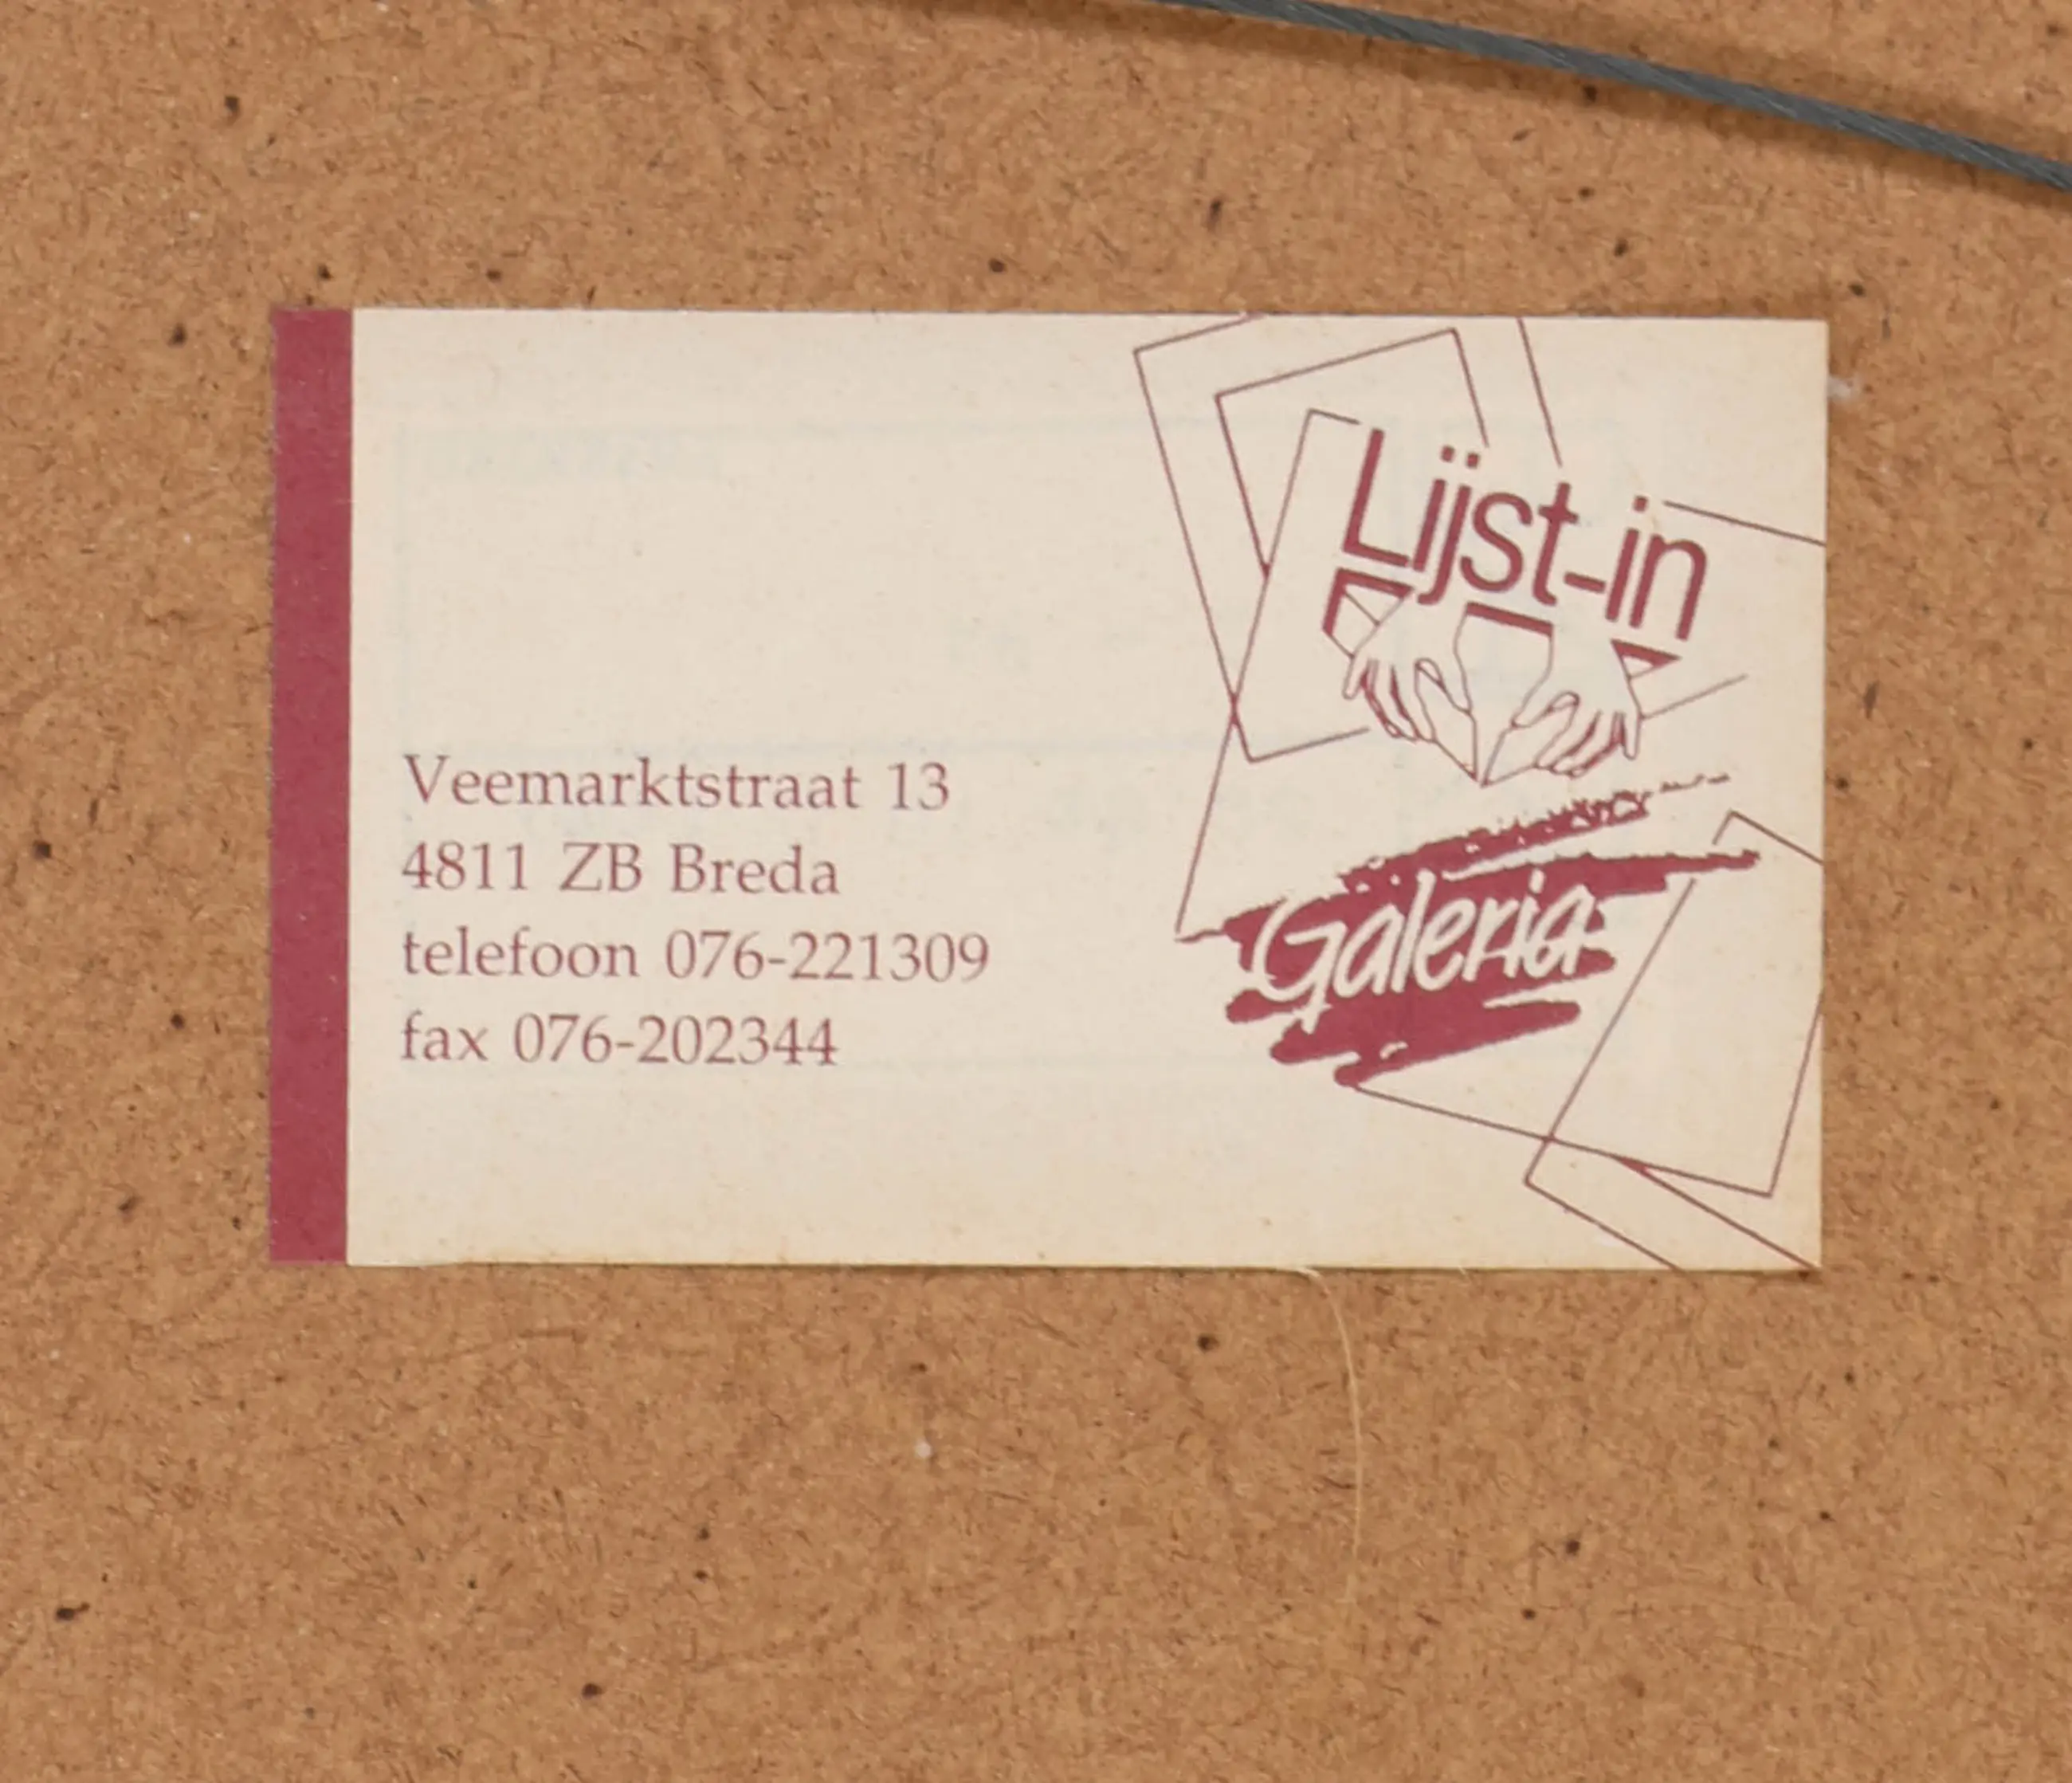 Lijst-in
Galeria
Veemarktstraat 13
4811 ZB Breda
telefoon 076-221309
fax 076-202344